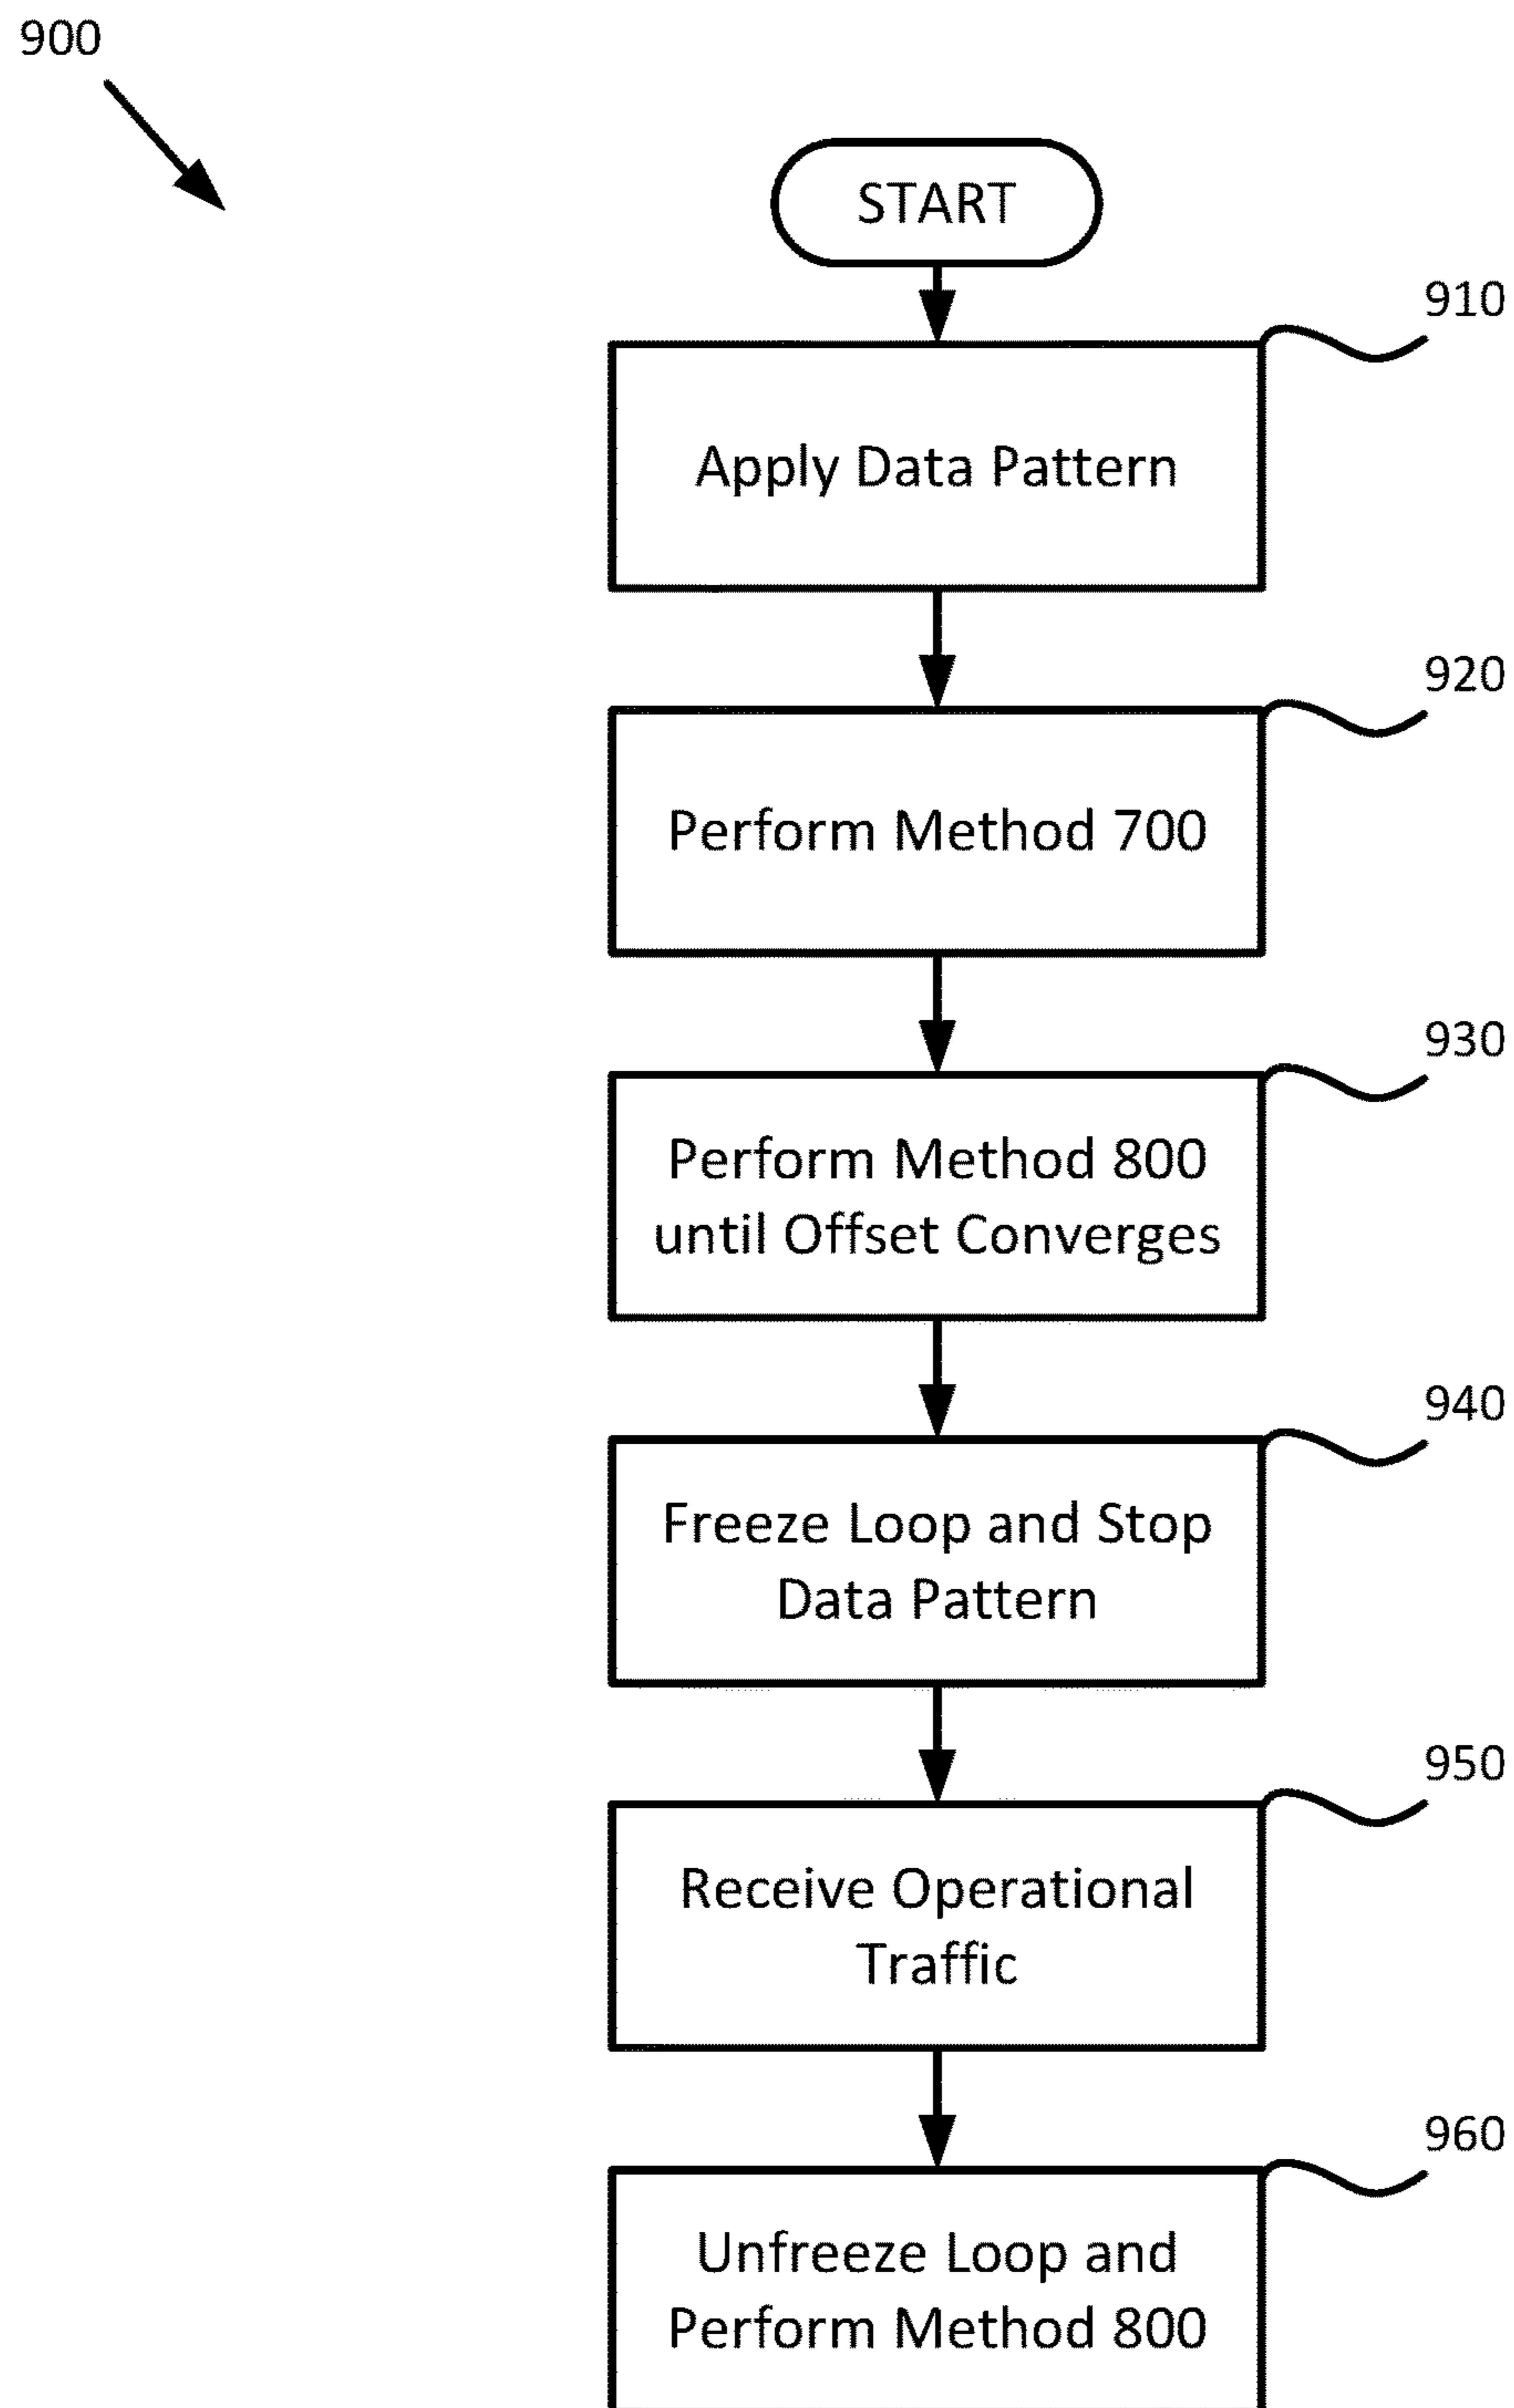 900
START
910
Apply Data Pattern
920
Perform Method 700
930
Perform Method 800
until Offset Converges
940
Freeze Loop and Stop
Data Pattern
950
Receive Operational
Traffic
960
Unfreeze Loop and
Perform Method 800